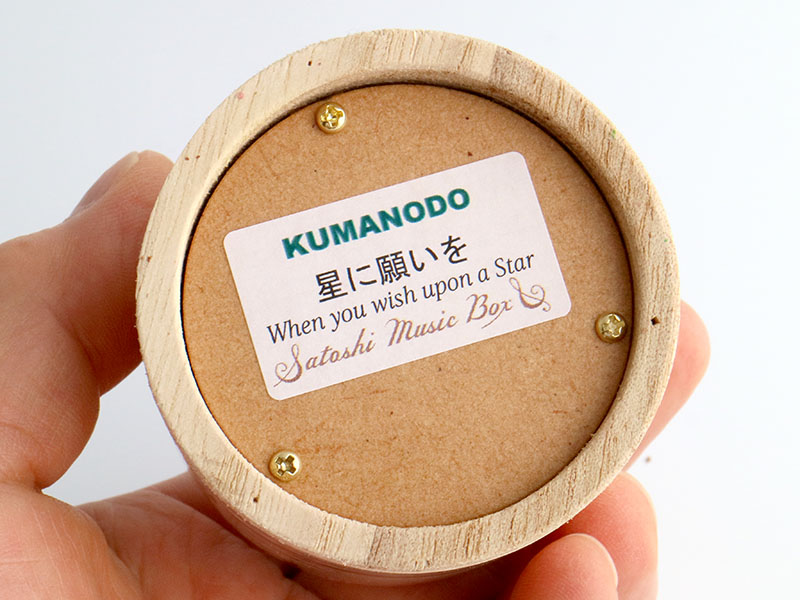 KUMANODO
星に願いを
When you wish upon a Star
Satoshi Music Box